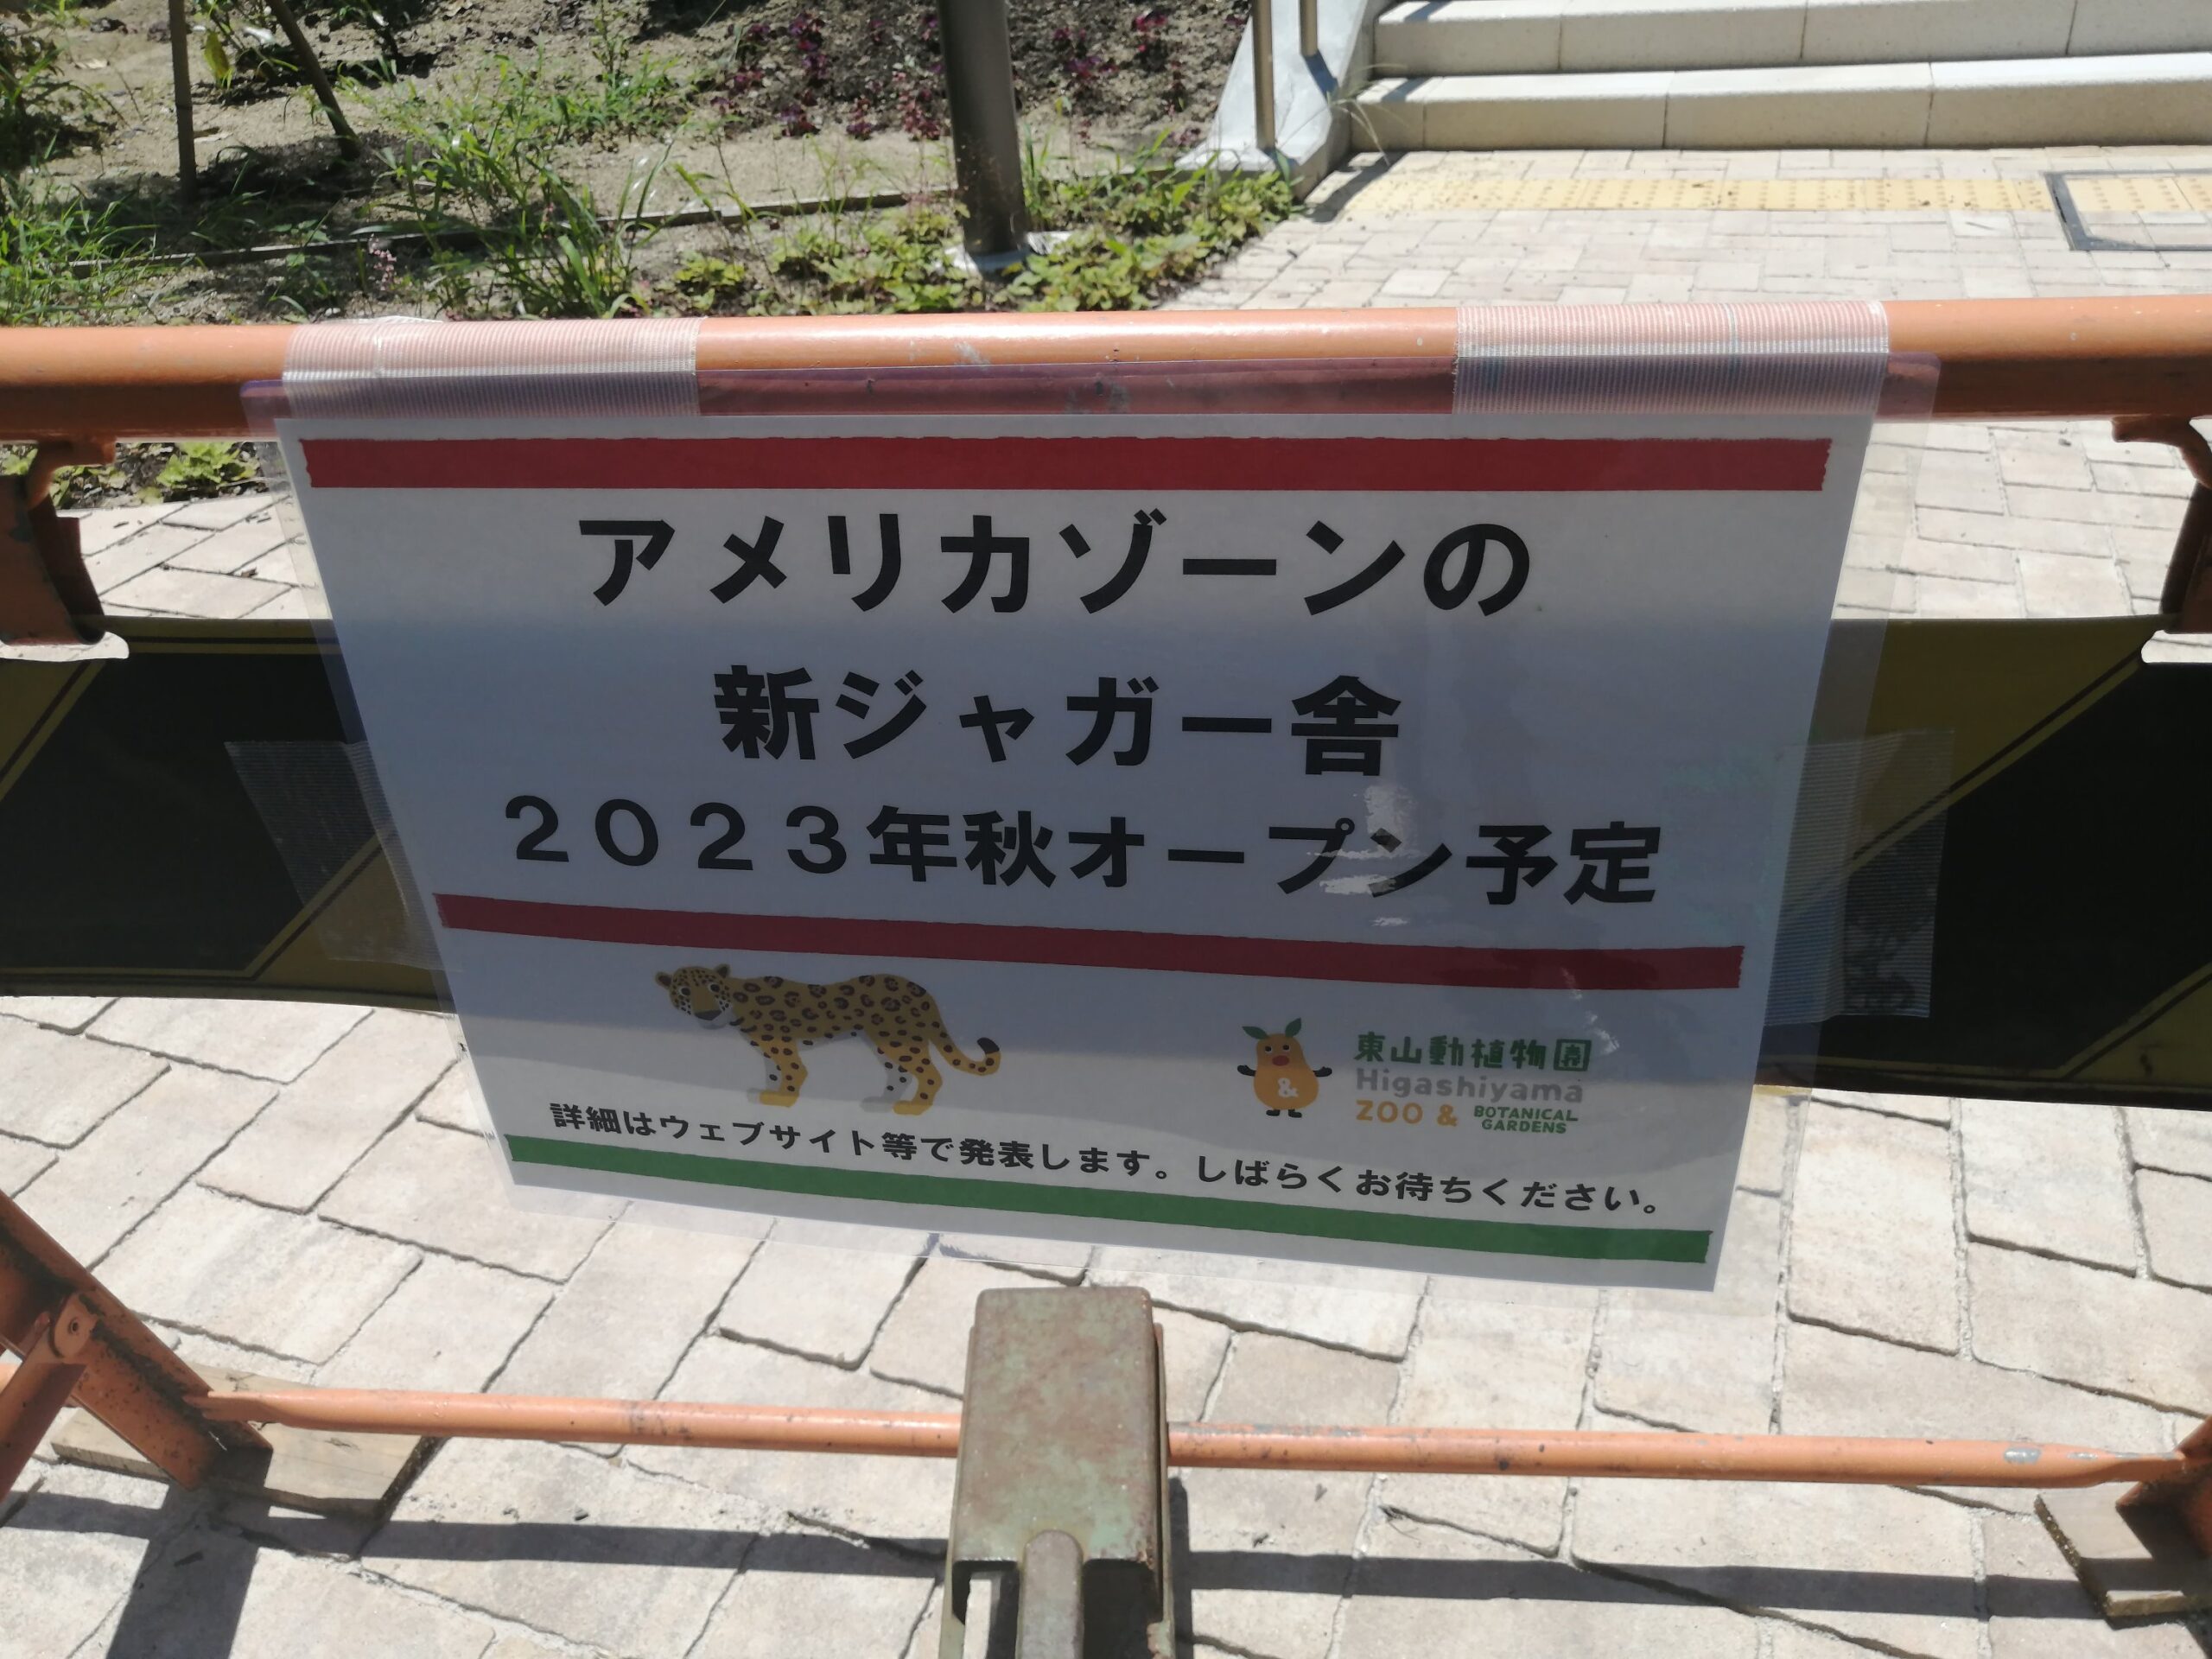 アメリカゾーンの
新ジャガー舎
２０２３年秋オープン予定
&
東山動植物園
Higashiyama
ZOO & BOTANICAL GARDENS
詳細はウェブサイト等で発表します。しばらくお待ちください。